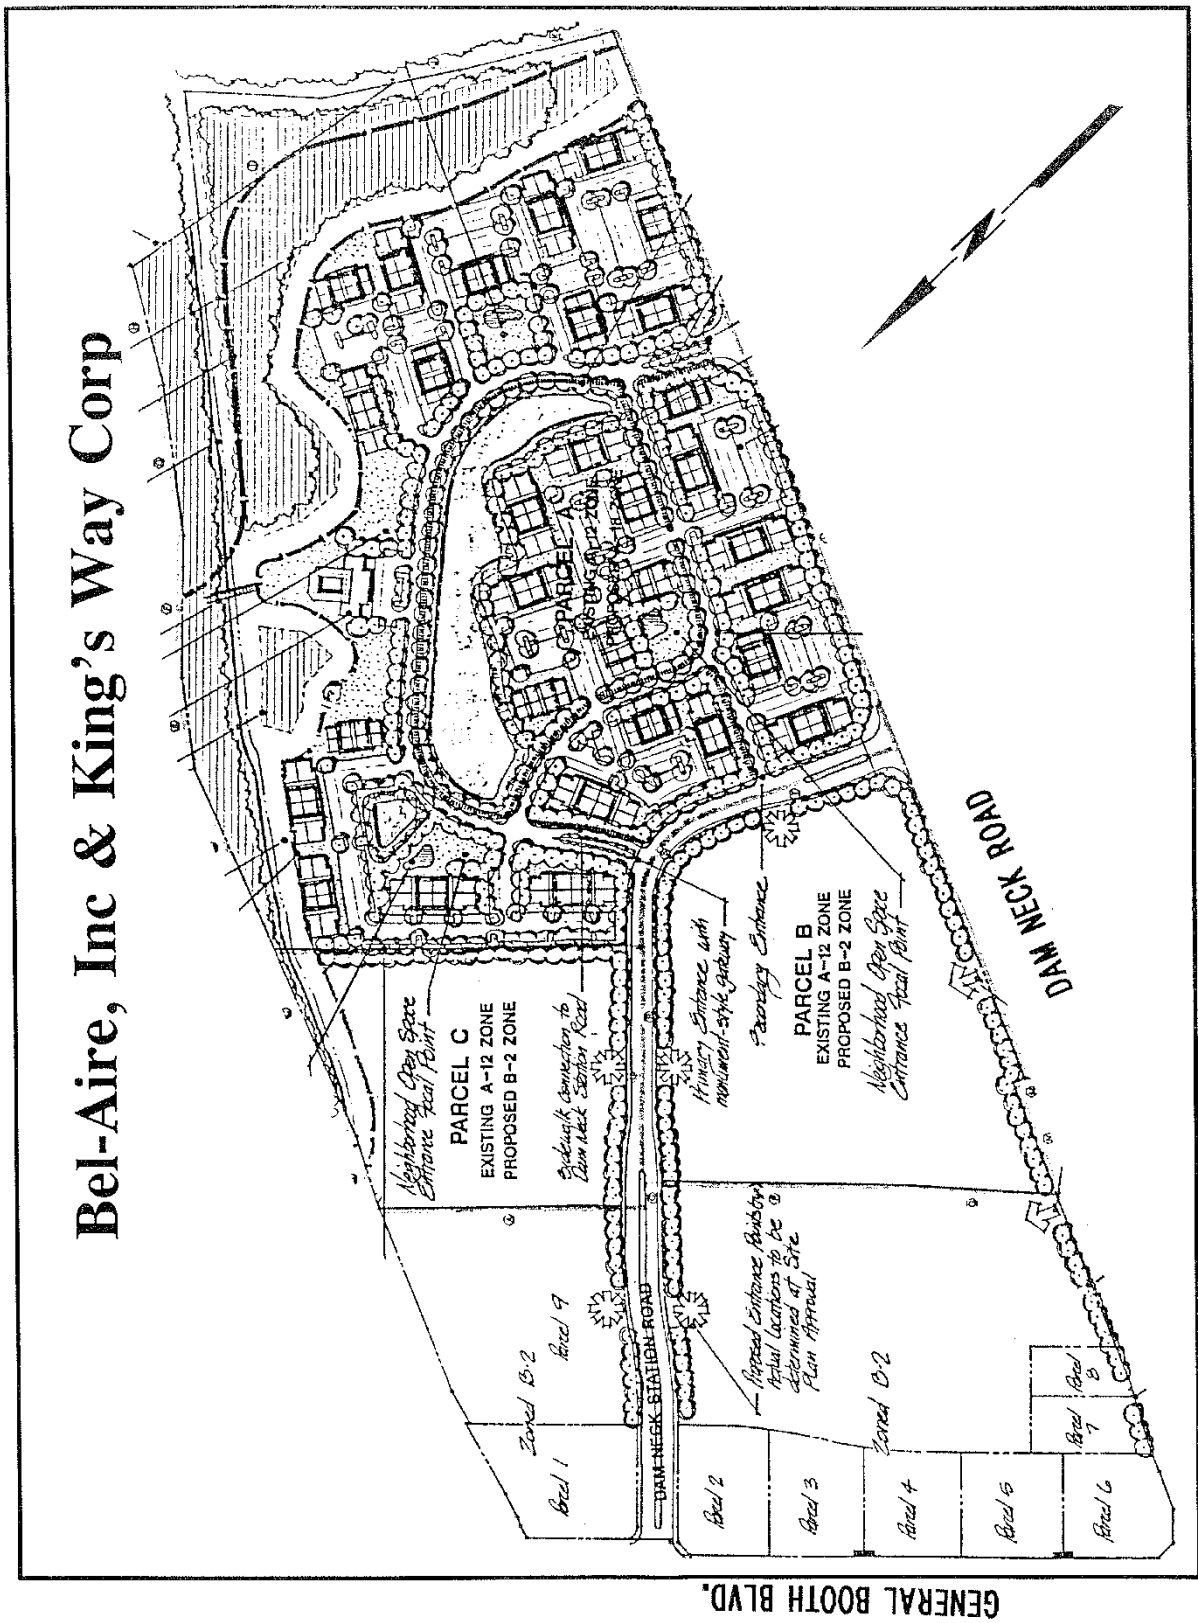 Bel-Aire, Inc & King's Way Corp
PARCEL A
EXISTING A-12 ZONE
PROPOSED
Neighborhood Open Space
Entrance Focal Point
PARCEL C
EXISTING A-12 ZONE
PROPOSED B-2 ZONE
Sidewalk Connection to
Dam Neck Station Road
Primary Entrance with
monument-style gateway
Secondary Entrance
PARCEL B
EXISTING A-12 ZONE
PROPOSED B-2 ZONE
Neighborhood Open Space
Entrance Focal Point
DAM NECK ROAD
Zoned B-2
Parcel 9
Parcel 1
DAM NECK STATION ROAD
Proposed Entrance Points (typ)
Actual Locations to be
determined at Site
Plan Approval
Zoned B-2
Parcel 2
Parcel 3
Parcel 4
Parcel 5
Parcel 6
Parcel 7
Parcel 8
GENERAL BOOTH BLVD.
N